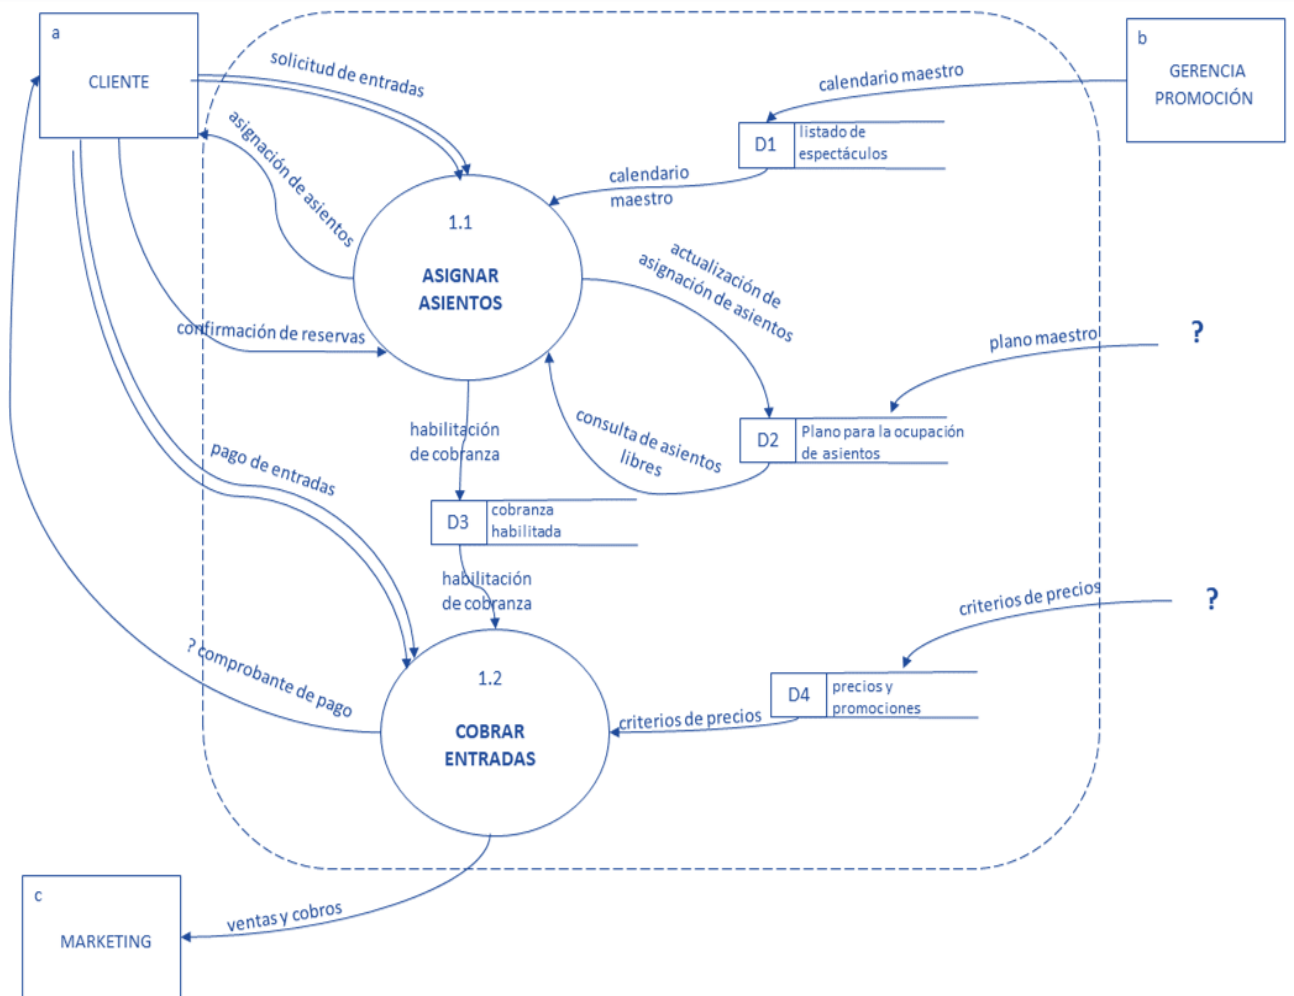 a
CLIENTE
solicitud de entradas
asignación de asientos
b
GERENCIA
PROMOCIÓN
calendario maestro
D1
listado de
espectáculos
calendario
maestro
1.1
ASIGNAR
ASIENTOS
actualización de
asignación de asientos
confirmación de reservas
plano maestro
?
D2
Plano para la ocupación
de asientos
consulta de asientos
libres
habilitación
de cobranza
pago de entradas
D3
cobranza
habilitada
habilitación
de cobranza
criterios de precios
?
? comprobante de pago
1.2
COBRAR
ENTRADAS
D4
precios y
promociones
criterios de precios
c
MARKETING
ventas y cobros